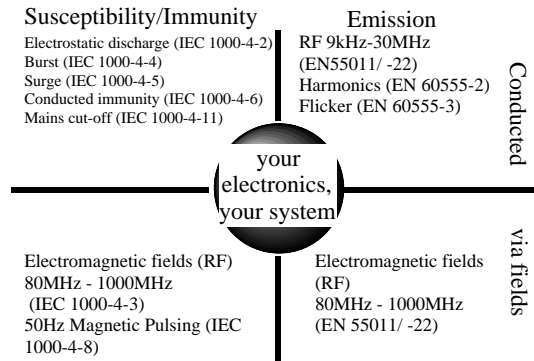 Susceptibility/Immunity
Electrostatic discharge (IEC 1000-4-2)
Burst (IEC 1000-4-4)
Surge (IEC 1000-4-5)
Conducted immunity (IEC 1000-4-6)
Mains cut-off (IEC 1000-4-11)
Emission
RF 9kHz-30MHz
(EN55011/ -22)
Harmonics (EN 60555-2)
Flicker (EN 60555-3)
Conducted
your
electronics,
your system
Electromagnetic fields (RF)
80MHz - 1000MHz
(IEC 1000-4-3)
50Hz Magnetic Pulsing (IEC
1000-4-8)
Electromagnetic fields
(RF)
80MHz - 1000MHz
(EN 55011/ -22)
via fields